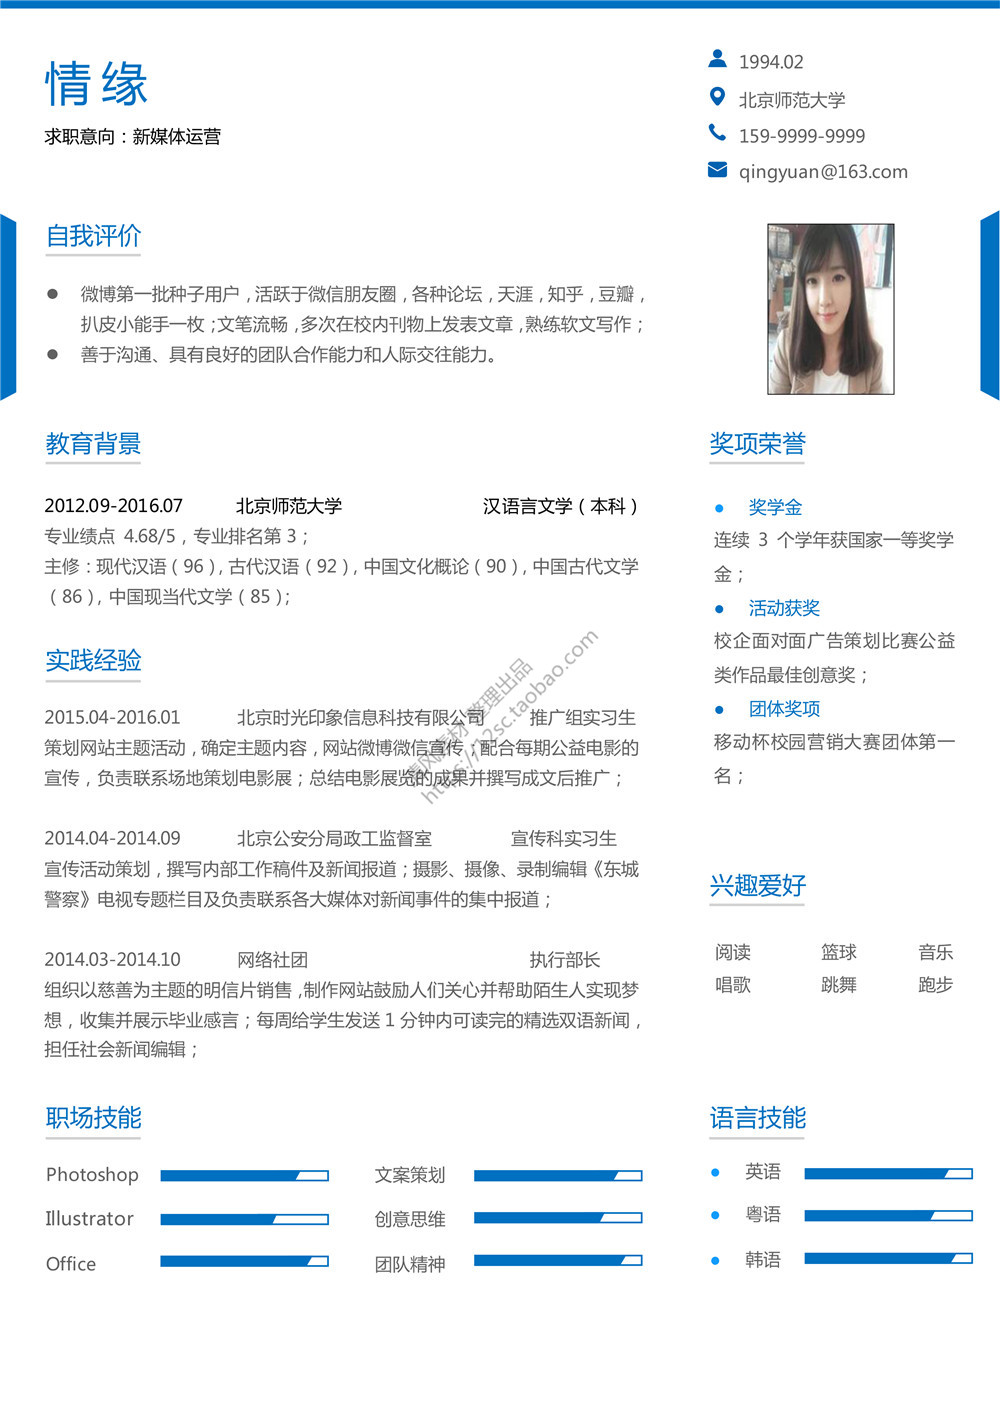 情缘
求职意向：新媒体运营
1994.02
北京师范大学
159-9999-9999
qingyuan@163.com
自我评价
● 微博第一批种子用户，活跃于微信朋友圈，各种论坛，天涯，知乎，豆瓣，
扒皮小能手一枚；文笔流畅，多次在校内刊物上发表文章，熟练软文写作；
● 善于沟通、具有良好的团队合作能力和人际交往能力。
教育背景
2012.09-2016.07 北京师范大学 汉语言文学（本科）
专业绩点 4.68/5，专业排名第 3；
主修：现代汉语（96），古代汉语（92），中国文化概论（90），中国古代文学
（86），中国现当代文学（85）；
实践经验
2015.04-2016.01 北京时光印象信息科技有限公司 推广组实习生
策划网站主题活动，确定主题内容，网站微博微信宣传；配合每期公益电影的
宣传，负责联系场地策划电影展；总结电影展览的成果并撰写成文后推广；
2014.04-2014.09 北京公安分局政工监督室 宣传科实习生
宣传活动策划，撰写内部工作稿件及新闻报道；摄影、摄像、录制编辑《东城
警察》电视专题栏目及负责联系各大媒体对新闻事件的集中报道；
2014.03-2014.10 网络社团 执行部长
组织以慈善为主题的明信片销售，制作网站鼓励人们关心并帮助陌生人实现梦
想，收集并展示毕业感言；每周给学生发送 1 分钟内可读完的精选双语新闻，
担任社会新闻编辑；
职场技能
Photoshop 文案策划
Illustrator 创意思维
Office 团队精神
奖项荣誉
● 奖学金
连续 3 个学年获国家一等奖学
金；
● 活动获奖
校企面对面广告策划比赛公益
类作品最佳创意奖；
● 团体奖项
移动杯校园营销大赛团体第一
名；
兴趣爱好
阅读 篮球 音乐
唱歌 跳舞 跑步
语言技能
● 英语
● 粤语
● 韩语
素材 整理出品
https://12sc.taobao.com